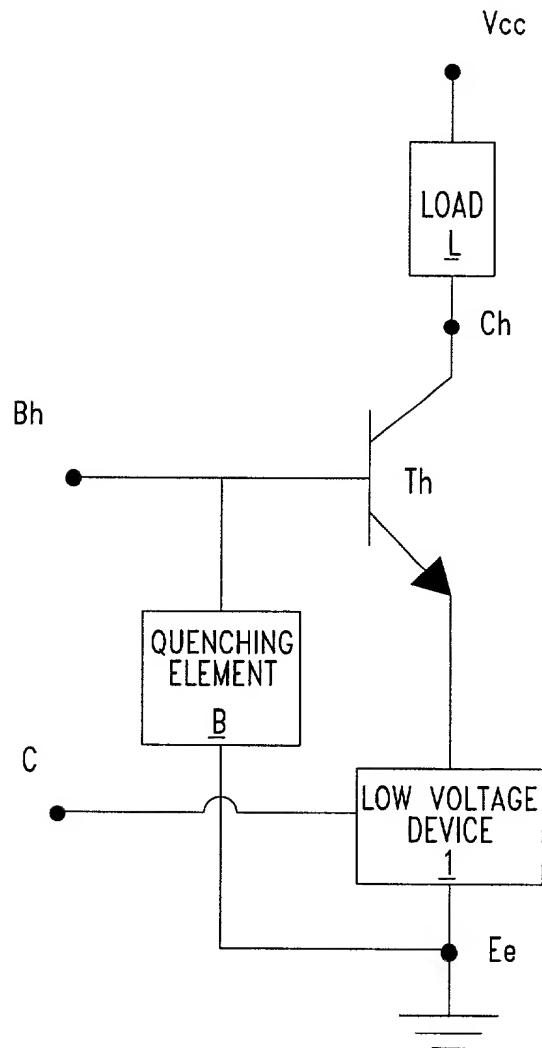 Vcc
LOAD
L
Ch
Bh
Th
QUENCHING
ELEMENT
B
C
LOW VOLTAGE
DEVICE
1
Ee